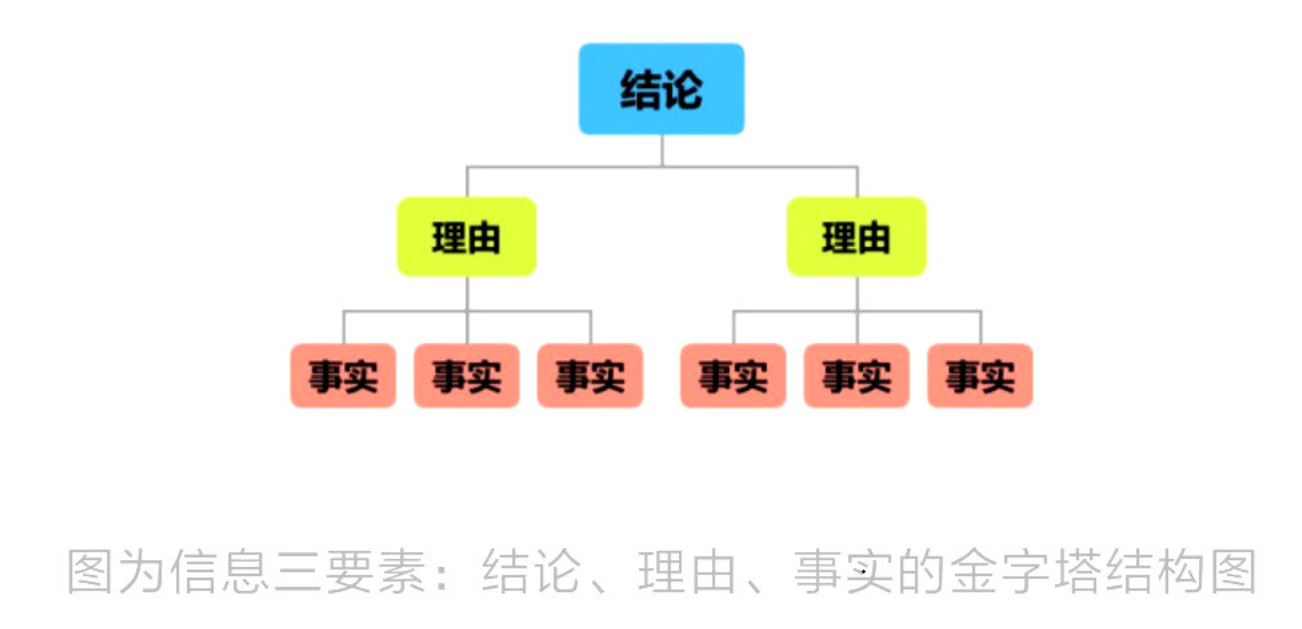 结论
理由 理由
事实 事实 事实 事实 事实 事实
图为信息三要素：结论、理由、事实的金字塔结构图